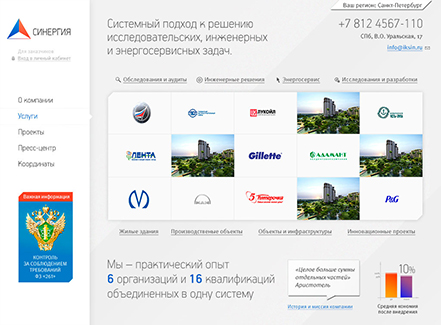 Ваш регион: Санкт-Петербург
СИНЕРГИЯ
Системный подход к решению
исследовательских, инженерных
и энергосервисных задач.
+7 812 4567-110
СПб, В.О. Уральская, 17
info@iksin.ru
Для заказчиков
Вход в личный кабинет
Обследования и аудиты
Инженерные решения
Энергосервис
Исследования и разработки
О компании
Услуги
Проекты
Пресс-центр
Координаты
ЛУКОЙЛ
ЛЕНТА
Gillette
АДАМАНТ
Пятерочка
P&G
Важная информация
КОНТРОЛЬ
ЗА СОБЛЮДЕНИЕМ
ТРЕБОВАНИЙ
ФЗ «261»
Жилые здания
Производственные объекты
Объекты и инфраструктуры
Инновационные проекты
Мы – практический опыт
6 организаций и 16 квалификаций
объединенных в одну систему
«Целое больше суммы
отдельных частей»
Аристотель
История и миссия компании
10%
Средняя экономия
после внедрения